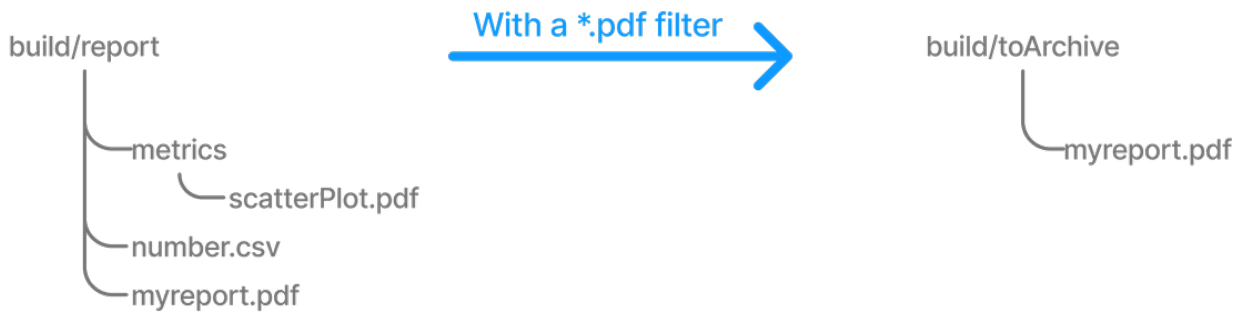 With a *.pdf filter
build/report
build/toArchive
metrics
myreport.pdf
scatterPlot.pdf
number.csv
myreport.pdf